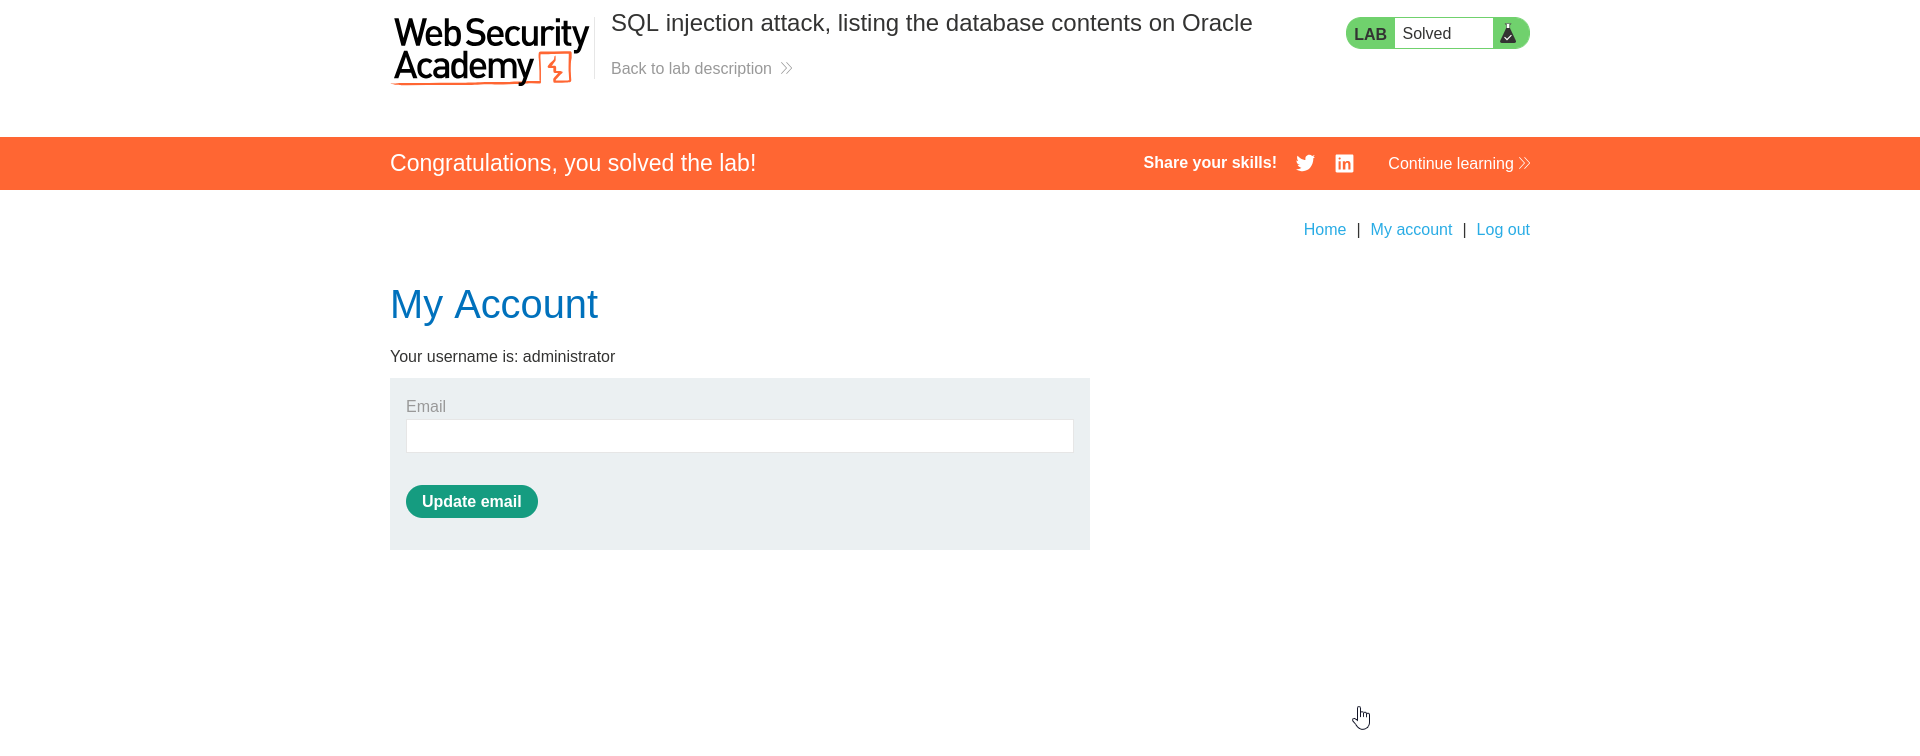 Web Security
Academy
SQL injection attack, listing the database contents on Oracle
Back to lab description
LAB Solved
Congratulations, you solved the lab!
Share your skills!
Continue learning
Home | My account | Log out
My Account
Your username is: administrator
Email
Update email